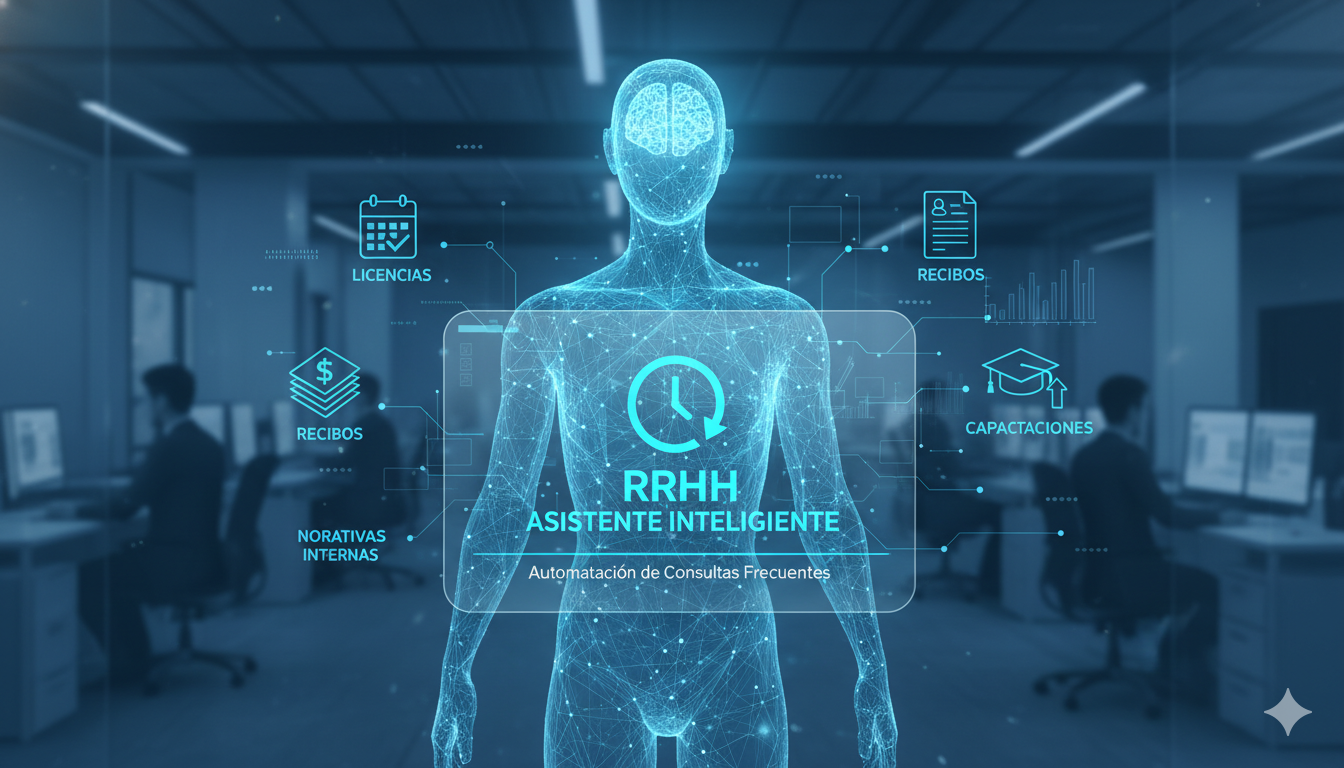 LICENCIAS
RECIBOS
RECIBOS
CAPACTACIONES
NORATIVAS
INTERNAS
RRHH
ASISTENTE INTELIGIENTE
Automatación de Consultas Frecuentes